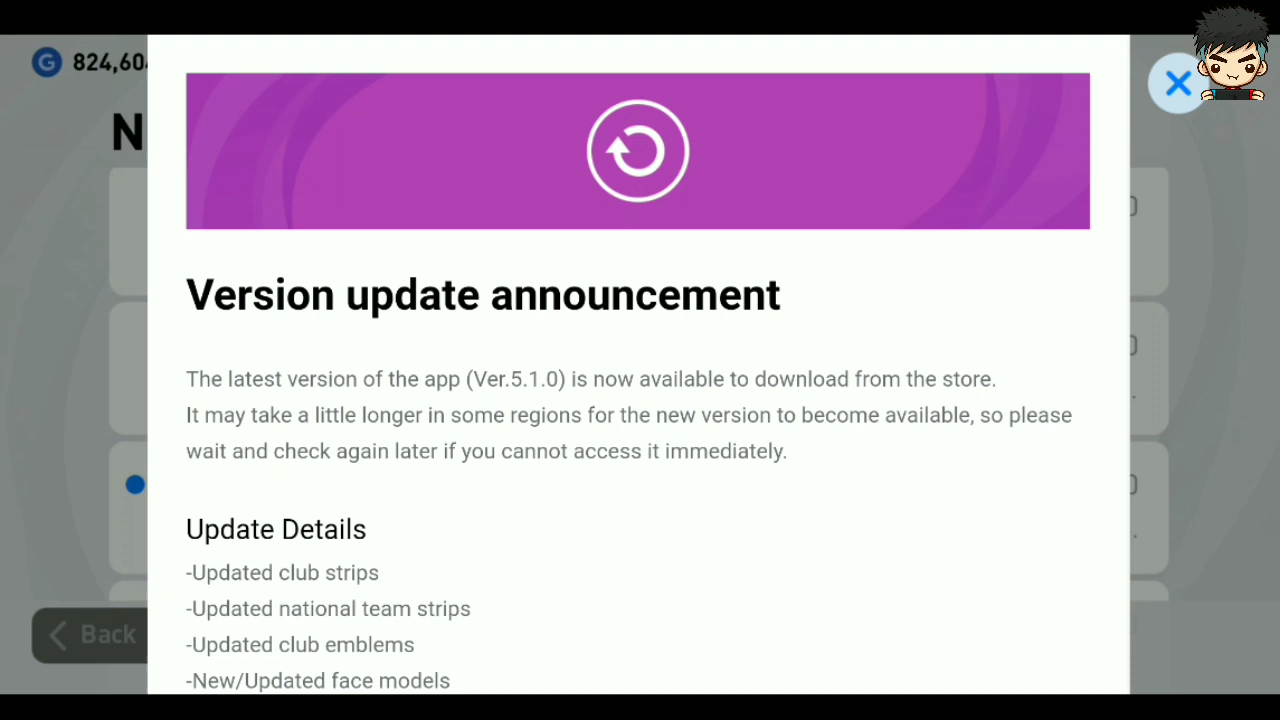 G 824,604
N
Version update announcement
The latest version of the app (Ver.5.1.0) is now available to download from the store.
It may take a little longer in some regions for the new version to become available, so please
wait and check again later if you cannot access it immediately.
Update Details
-Updated club strips
-Updated national team strips
-Updated club emblems
Back
-New/Updated face models